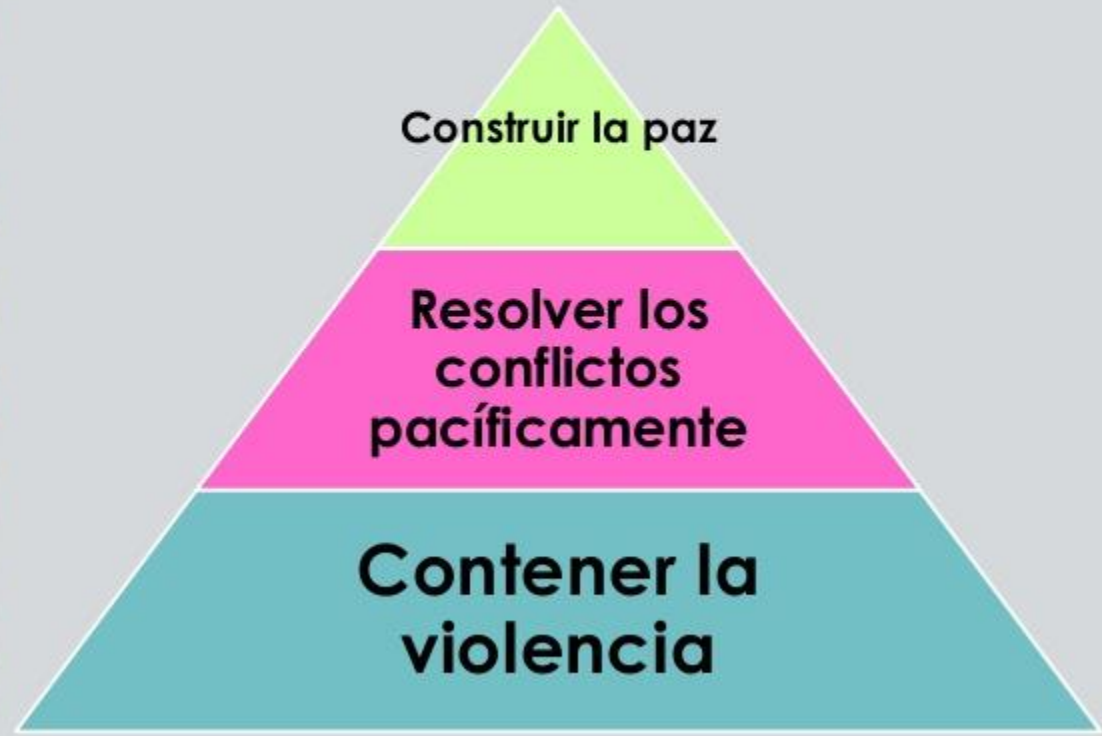 Construir la paz
Resolver los
conflictos
pacíficamente
Contener la
violencia